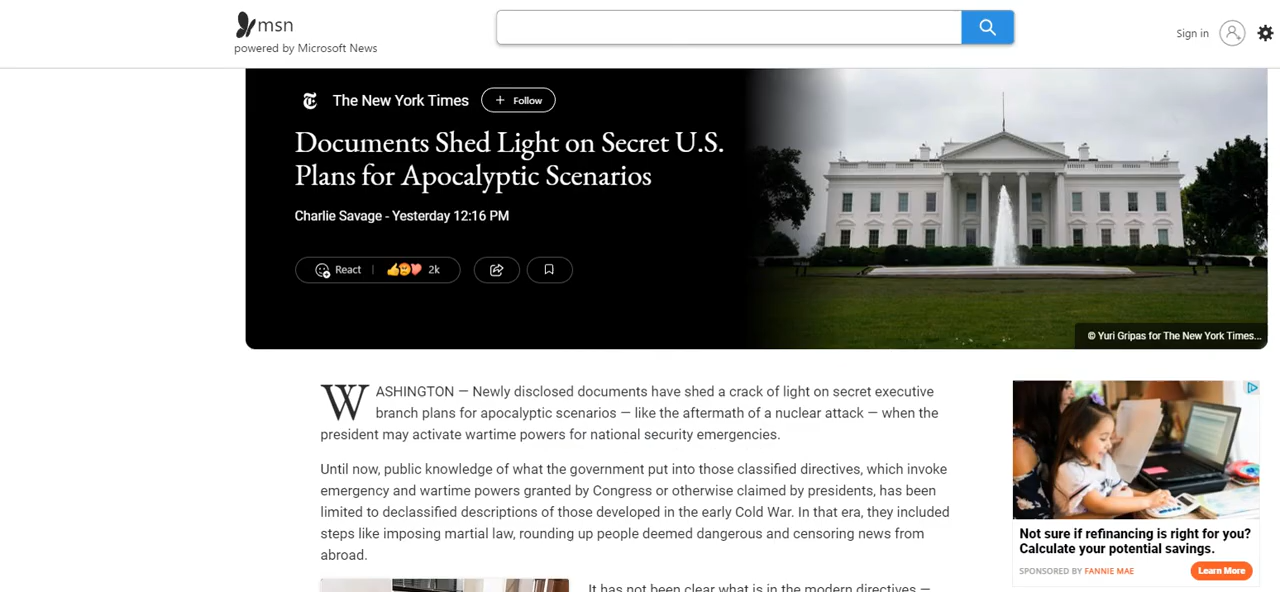 msn
powered by Microsoft News
Sign in
The New York Times
+ Follow
Documents Shed Light on Secret U.S.
Plans for Apocalyptic Scenarios
Charlie Savage - Yesterday 12:16 PM
React | 2k
© Yuri Gripas for The New York Times...
WASHINGTON — Newly disclosed documents have shed a crack of light on secret executive
branch plans for apocalyptic scenarios — like the aftermath of a nuclear attack — when the
president may activate wartime powers for national security emergencies.
Until now, public knowledge of what the government put into those classified directives, which invoke
emergency and wartime powers granted by Congress or otherwise claimed by presidents, has been
limited to declassified descriptions of those developed in the early Cold War. In that era, they included
steps like imposing martial law, rounding up people deemed dangerous and censoring news from
abroad.
It has not been clear what is in the modern directives —
Not sure if refinancing is right for you?
Calculate your potential savings.
SPONSORED BY FANNIE MAE
Learn More